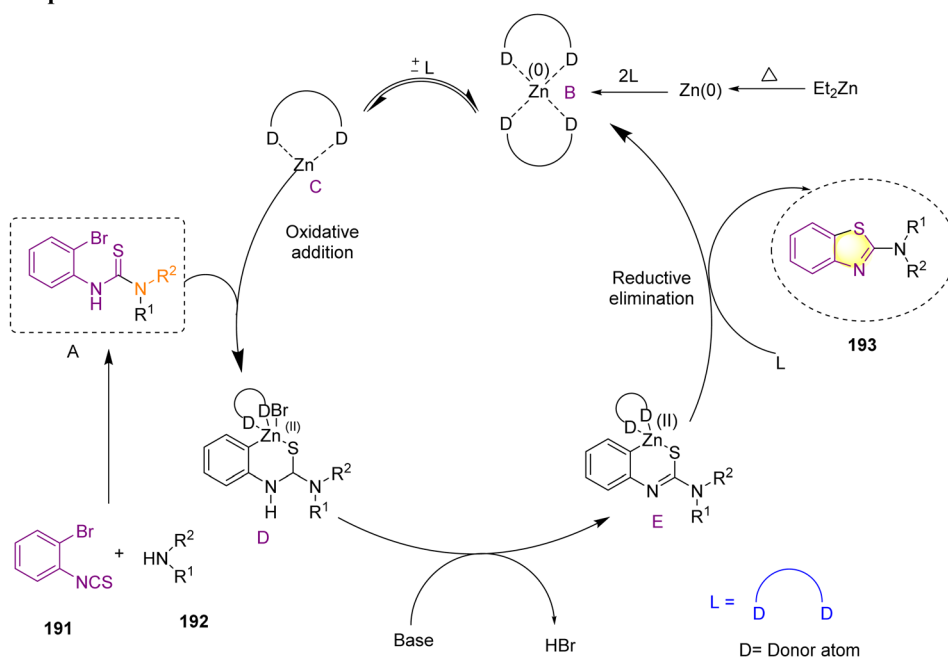 D
D
(0)
Zn
B
D
D
2L
Zn(0)
△
Et2Zn
+
− L
D
D
Zn
C
Oxidative
addition
Br
S
N
H
N
R2
R1
A
Reductive
elimination
S
N
N
R1
R2
193
L
D
D
Br
Zn
(II)
S
N
H
N
R2
R1
D
D
D
Zn
(II)
S
N
N
R2
R1
E
Br
NCS
191
+
HN
R2
R1
192
Base
HBr
L =
D
D
D= Donor atom